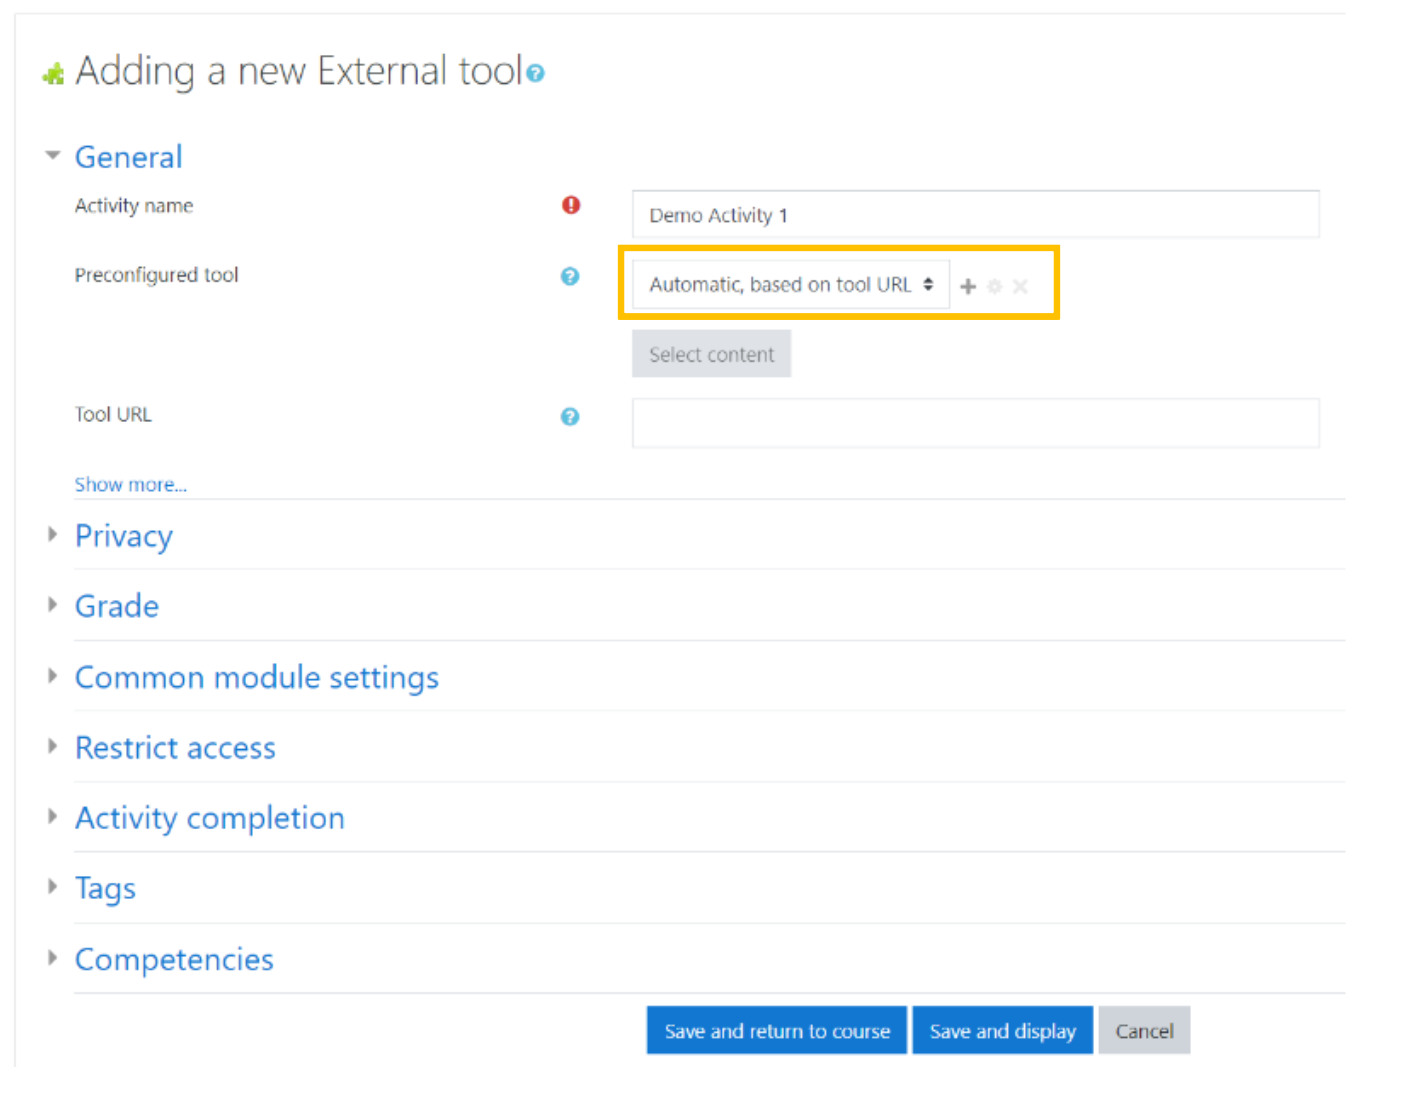 Adding a new External tool
General
Activity name
Demo Activity 1
Preconfigured tool
Automatic, based on tool URL
Select content
Tool URL
Show more...
Privacy
Grade
Common module settings
Restrict access
Activity completion
Tags
Competencies
Save and return to course Save and display Cancel